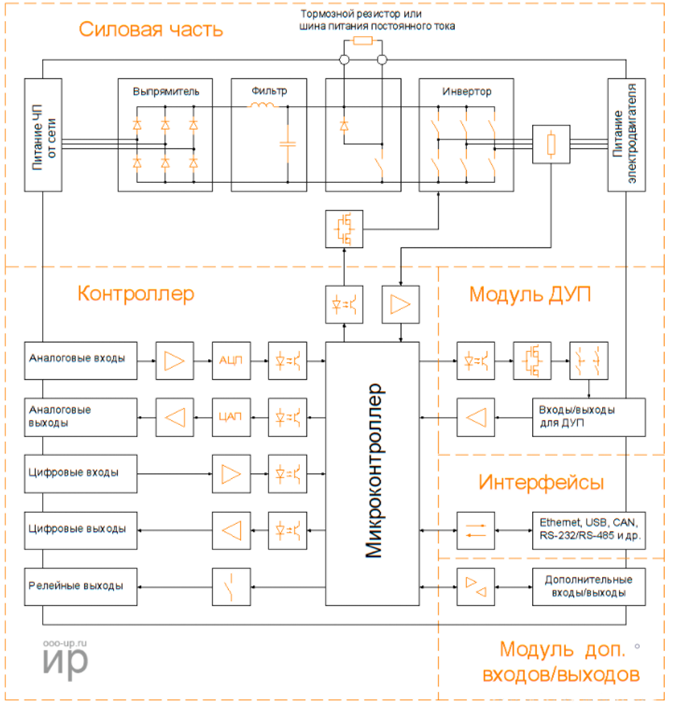 Силовая часть
Тормозной резистор или
шина питания постоянного тока
Питание ЧП
от сети
Выпрямитель
Фильтр
Инвертор
Питание
электродвигателя
Контроллер
Модуль ДУП
Аналоговые входы
АЦП
Аналоговые
выходы
ЦАП
Цифровые входы
Цифровые выходы
Релейные выходы
Микроконтроллер
Входы/выходы
для ДУП
Интерфейсы
Ethernet, USB, CAN,
RS-232/RS-485 и др.
Дополнительные
входы/выходы
Модуль доп.
входов/выходов
ooo-up.ru
ир